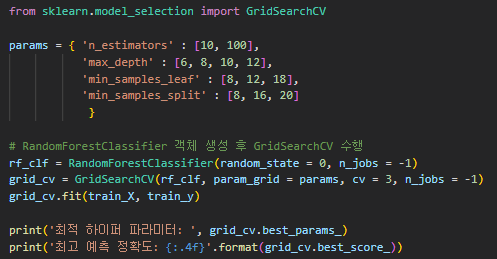 from sklearn.model_selection import GridSearchCV
params = { 'n_estimators' : [10, 100],
'max_depth' : [6, 8, 10, 12],
'min_samples_leaf' : [8, 12, 18],
'min_samples_split' : [8, 16, 20]
}
# RandomForestClassifier 객체 생성 후 GridSearchCV 수행
rf_clf = RandomForestClassifier(random_state = 0, n_jobs = -1)
grid_cv = GridSearchCV(rf_clf, param_grid = params, cv = 3, n_jobs = -1)
grid_cv.fit(train_X, train_y)
print('최적 하이퍼 파라미터: ', grid_cv.best_params_)
print('최고 예측 정확도: {:.4f}'.format(grid_cv.best_score_))